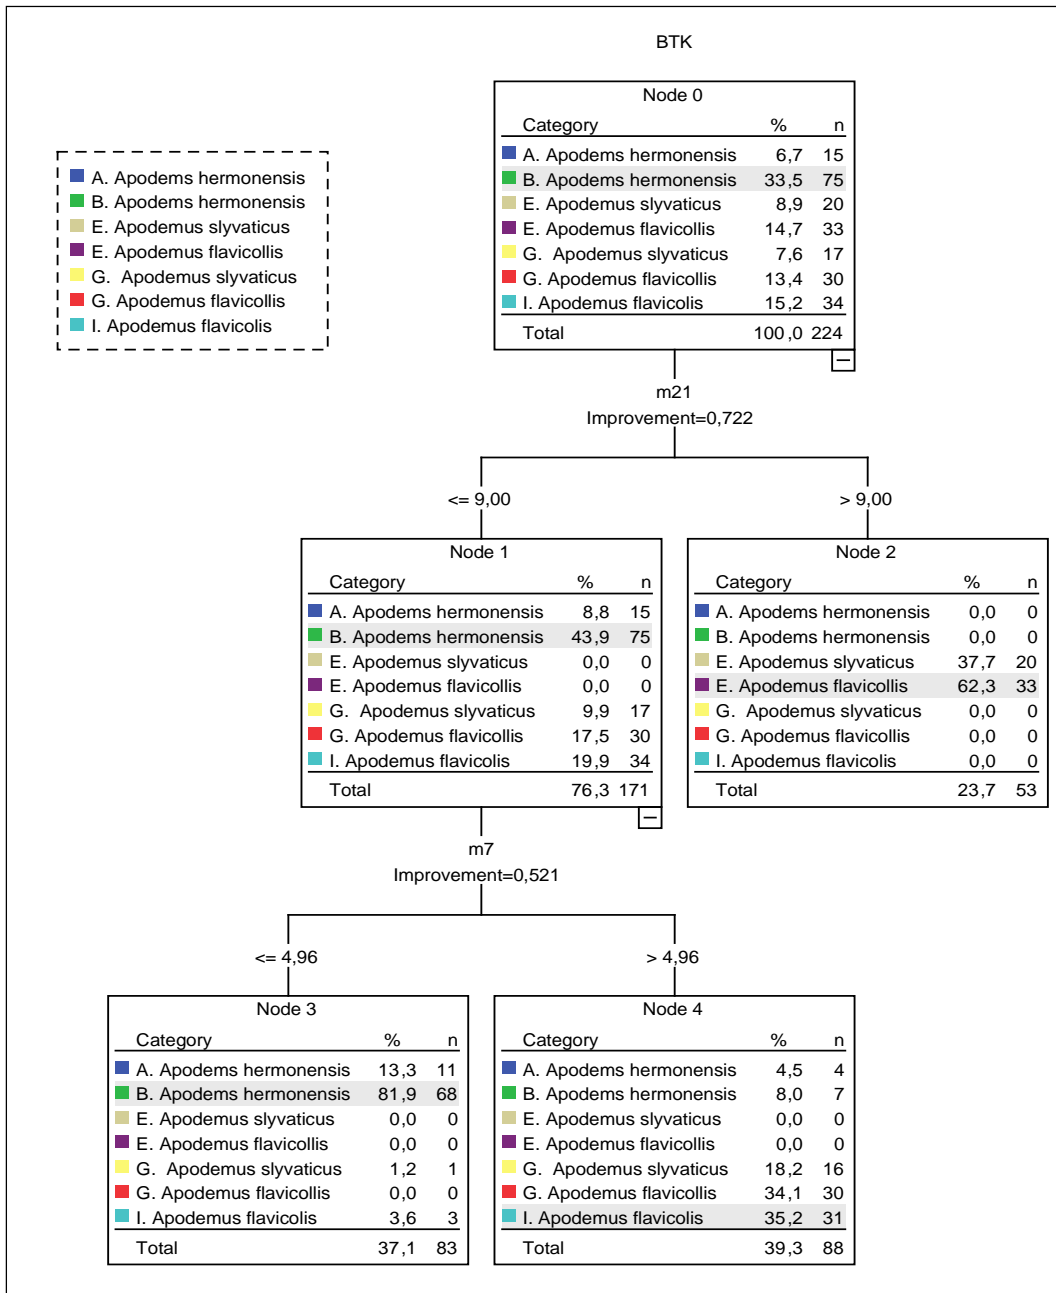 BTK
A. Apodems hermonensis
B. Apodems hermonensis
E. Apodemus slyvaticus
E. Apodemus flavicollis
G.  Apodemus slyvaticus
G. Apodemus flavicollis
I. Apodemus flavicolis
Node 0
Category % n
A. Apodems hermonensis 6,7 15
B. Apodems hermonensis 33,5 75
E. Apodemus slyvaticus 8,9 20
E. Apodemus flavicollis 14,7 33
G.  Apodemus slyvaticus 7,6 17
G. Apodemus flavicollis 13,4 30
I. Apodemus flavicolis 15,2 34
Total 100,0 224
m21
Improvement=0,722
<= 9,00
> 9,00
Node 1
Category % n
A. Apodems hermonensis 8,8 15
B. Apodems hermonensis 43,9 75
E. Apodemus slyvaticus 0,0 0
E. Apodemus flavicollis 0,0 0
G.  Apodemus slyvaticus 9,9 17
G. Apodemus flavicollis 17,5 30
I. Apodemus flavicolis 19,9 34
Total 76,3 171
Node 2
Category % n
A. Apodems hermonensis 0,0 0
B. Apodems hermonensis 0,0 0
E. Apodemus slyvaticus 37,7 20
E. Apodemus flavicollis 62,3 33
G.  Apodemus slyvaticus 0,0 0
G. Apodemus flavicollis 0,0 0
I. Apodemus flavicolis 0,0 0
Total 23,7 53
m7
Improvement=0,521
<= 4,96
> 4,96
Node 3
Category % n
A. Apodems hermonensis 13,3 11
B. Apodems hermonensis 81,9 68
E. Apodemus slyvaticus 0,0 0
E. Apodemus flavicollis 0,0 0
G.  Apodemus slyvaticus 1,2 1
G. Apodemus flavicollis 0,0 0
I. Apodemus flavicolis 3,6 3
Total 37,1 83
Node 4
Category % n
A. Apodems hermonensis 4,5 4
B. Apodems hermonensis 8,0 7
E. Apodemus slyvaticus 0,0 0
E. Apodemus flavicollis 0,0 0
G.  Apodemus slyvaticus 18,2 16
G. Apodemus flavicollis 34,1 30
I. Apodemus flavicolis 35,2 31
Total 39,3 88